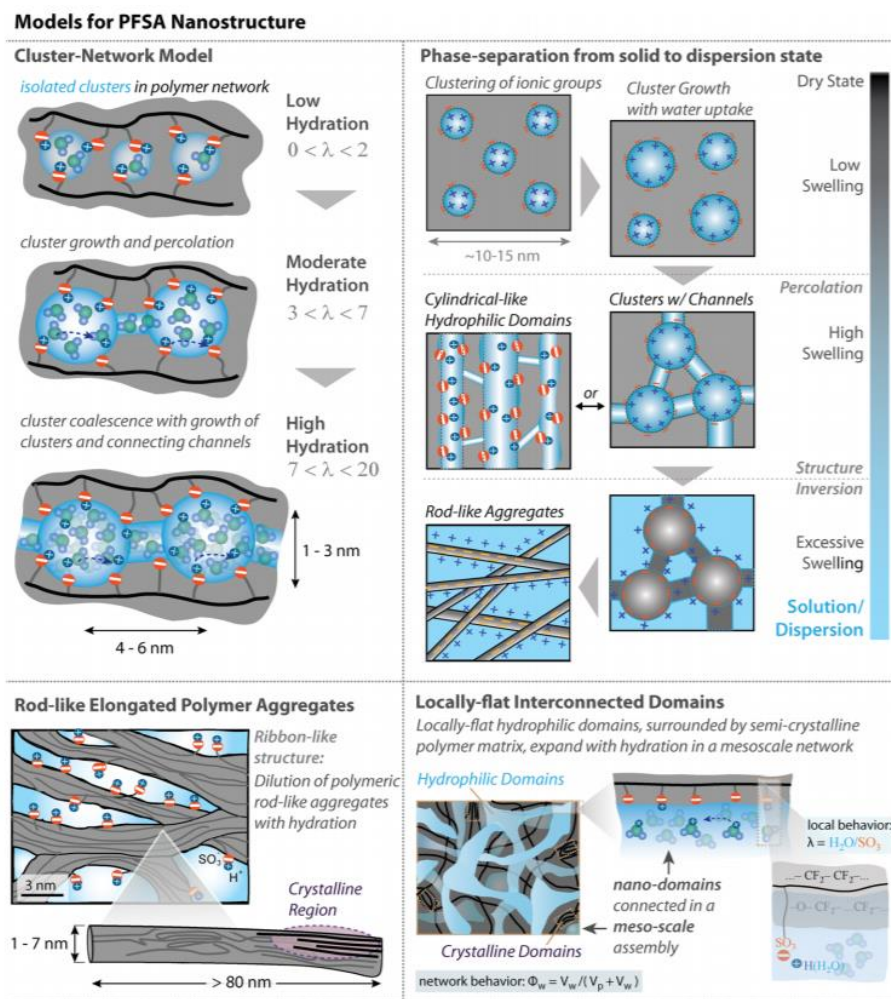 Models for PFSA Nanostructure
Cluster-Network Model
isolated clusters in polymer network
Low
Hydration
0 < λ < 2
cluster growth and percolation
Moderate
Hydration
3 < λ < 7
cluster coalescence with growth of
clusters and connecting channels
High
Hydration
7 < λ < 20
1 - 3 nm
4 - 6 nm
Phase-separation from solid to dispersion state
Clustering of ionic groups
Cluster Growth
with water uptake
Dry State
Low
Swelling
~10-15 nm
Percolation
Cylindrical-like
Hydrophilic Domains
Clusters w/ Channels
High
Swelling
or
Structure
Inversion
Rod-like Aggregates
Excessive
Swelling
Solution/
Dispersion
Rod-like Elongated Polymer Aggregates
Ribbon-like
structure:
Dilution of polymeric
rod-like aggregates
with hydration
SO₃⁻
H⁺
3 nm
Crystalline
Region
1 - 7 nm
> 80 nm
Locally-flat Interconnected Domains
Locally-flat hydrophilic domains, surrounded by semi-crystalline
polymer matrix, expand with hydration in a mesoscale network
Hydrophilic Domains
local behavior:
λ = H₂O/SO₃
nano-domains
connected in a
meso-scale
assembly
...– CF₂– CF₂–...
–O– CF₂–...CF₂–...
SO₃
H(H₂O)
Crystalline Domains
network behavior: Φw = Vw/(Vp + Vw)